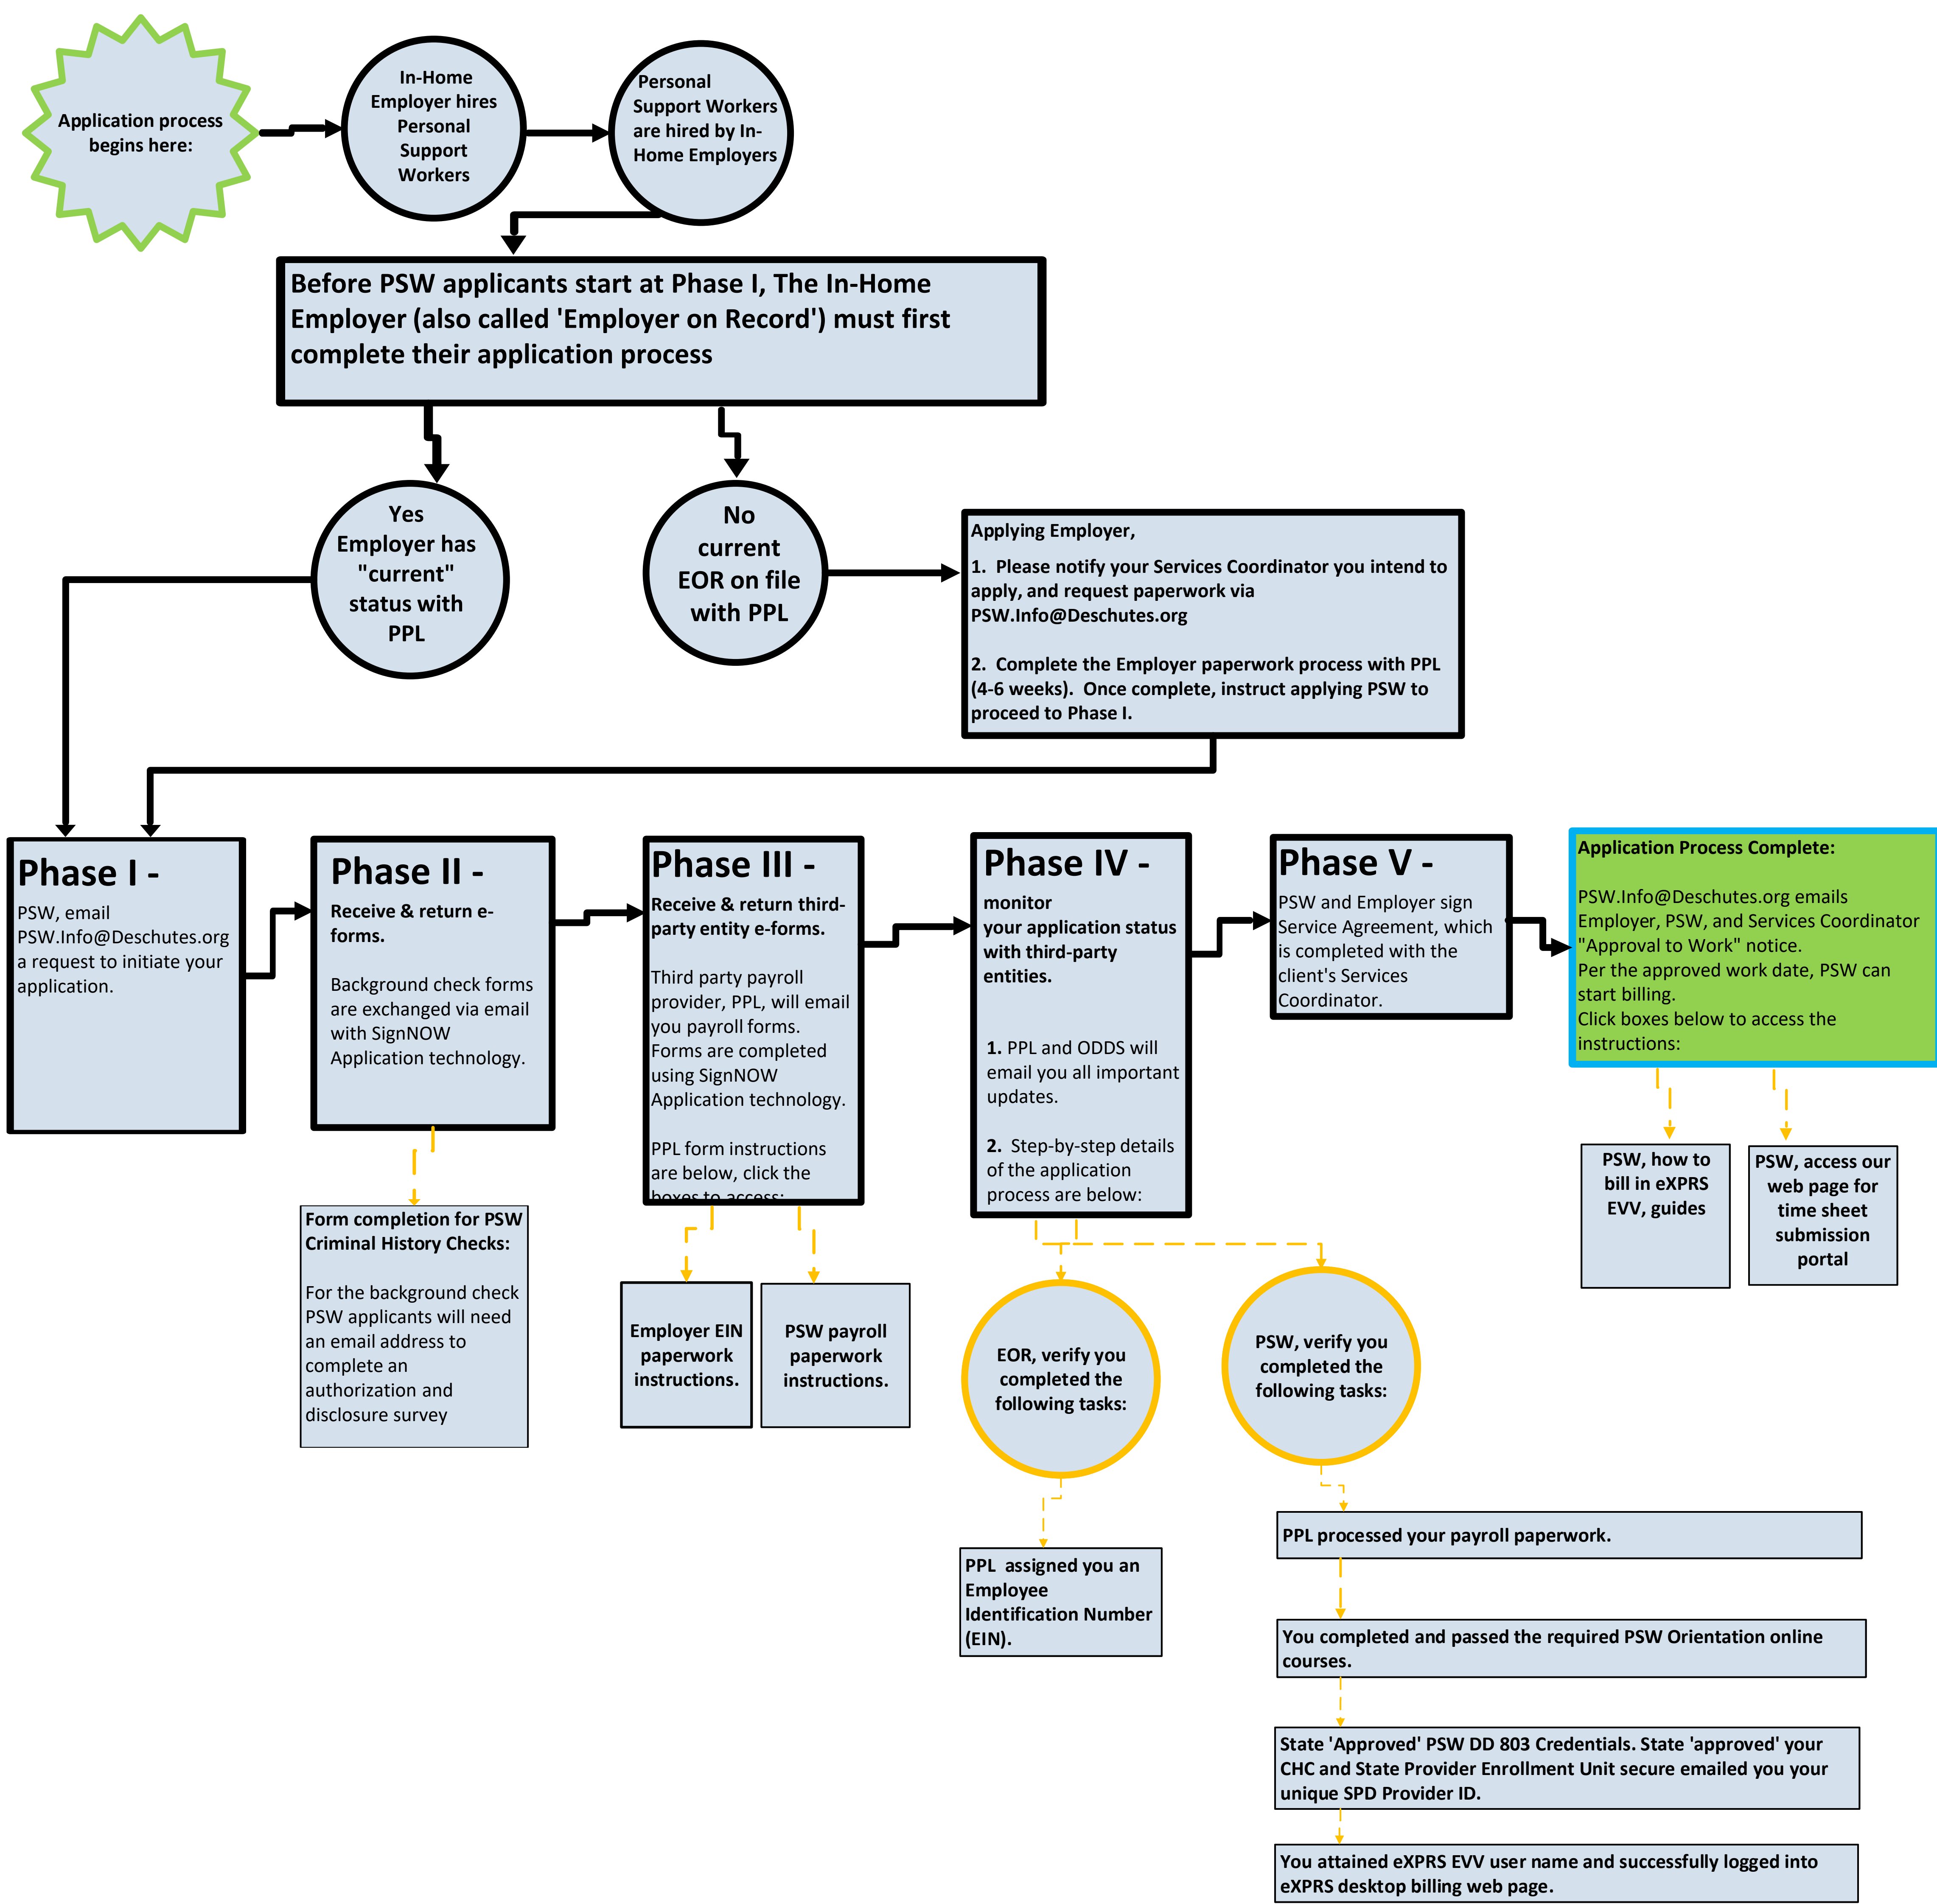 Application process
begins here:
In-Home
Employer hires
Personal
Support
Workers
Personal
Support Workers
are hired by In-
Home Employers
Before PSW applicants start at Phase I, The In-Home
Employer (also called 'Employer on Record') must first
complete their application process
Yes
Employer has
"current"
status with
PPL
No
current
EOR on file
with PPL
Applying Employer,
1.  Please notify your Services Coordinator you intend to
apply, and request paperwork via
PSW.Info@Deschutes.org
2.  Complete the Employer paperwork process with PPL
(4-6 weeks).  Once complete, instruct applying PSW to
proceed to Phase I.
Phase I -
PSW, email
PSW.Info@Deschutes.org
a request to initiate your
application.
Phase II -
Receive & return e-
forms.
Background check forms
are exchanged via email
with SignNOW
Application technology.
Phase III -
Receive & return third-
party entity e-forms.
Third party payroll
provider, PPL, will email
you payroll forms.
Forms are completed
using SignNOW
Application technology.
PPL form instructions
are below, click the
boxes to access:
Phase IV -
monitor
your application status
with third-party
entities.
1. PPL and ODDS will
email you all important
updates.
2.  Step-by-step details
of the application
process are below:
Phase V -
PSW and Employer sign
Service Agreement, which
is completed with the
client's Services
Coordinator.
Application Process Complete:
PSW.Info@Deschutes.org emails
Employer, PSW, and Services Coordinator
"Approval to Work" notice.
Per the approved work date, PSW can
start billing.
Click boxes below to access the
instructions:
Form completion for PSW
Criminal History Checks:
For the background check
PSW applicants will need
an email address to
complete an
authorization and
disclosure survey
Employer EIN
paperwork
instructions.
PSW payroll
paperwork
instructions.
EOR, verify you
completed the
following tasks:
PSW, verify you
completed the
following tasks:
PSW, how to
bill in eXPRS
EVV, guides
PSW, access our
web page for
time sheet
submission
portal
PPL  assigned you an
Employee
Identification Number
(EIN).
PPL processed your payroll paperwork.
You completed and passed the required PSW Orientation online
courses.
State 'Approved' PSW DD 803 Credentials. State 'approved' your
CHC and State Provider Enrollment Unit secure emailed you your
unique SPD Provider ID.
You attained eXPRS EVV user name and successfully logged into
eXPRS desktop billing web page.